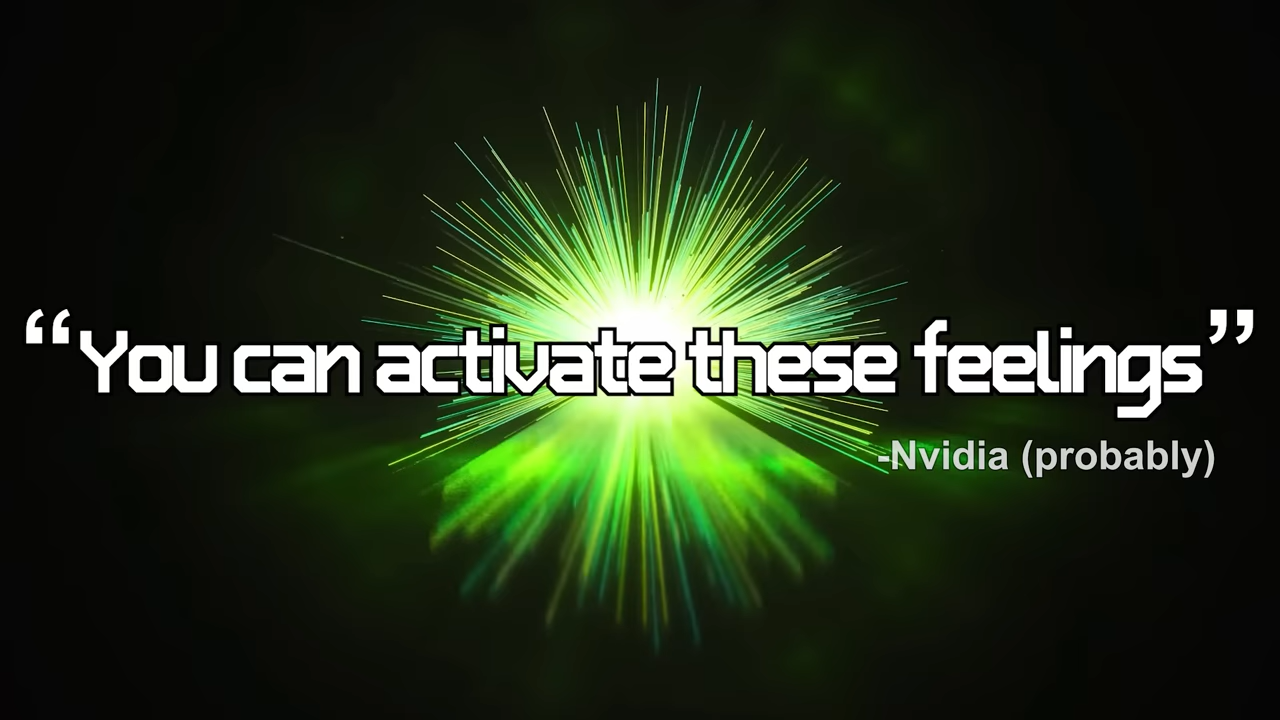 “You can activate these feelings”
-Nvidia (probably)